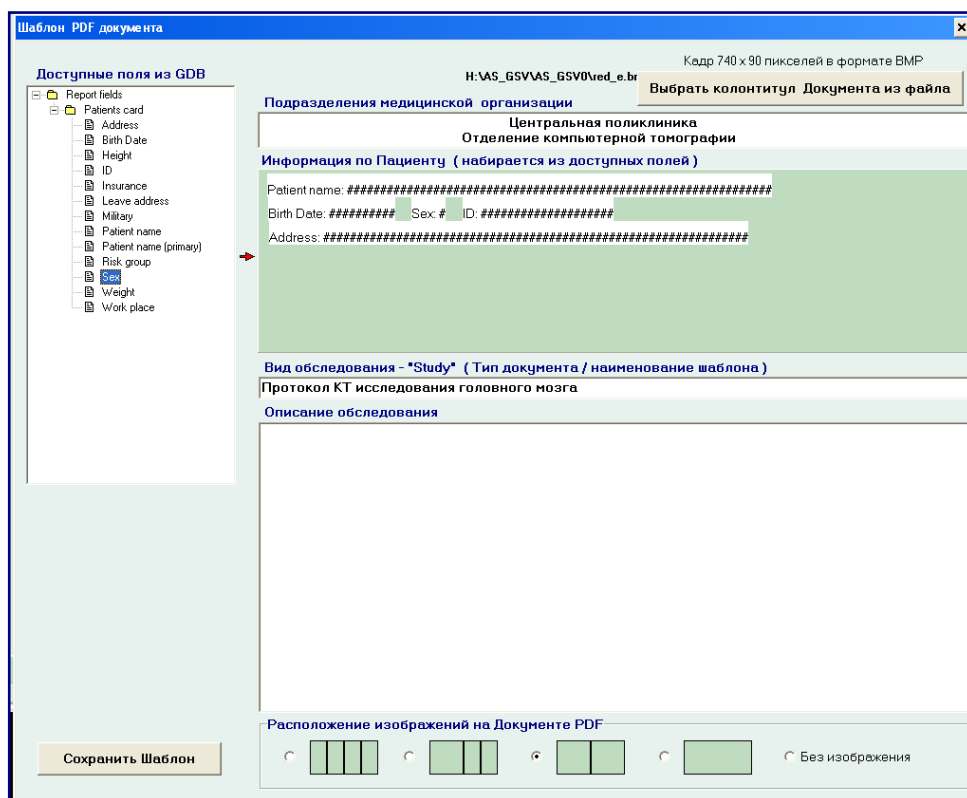 Шаблон PDF документа
Кадр 740 x 90 пикселей в формате BMP
Доступные поля из GDB
H:\AS_GSV\AS_GSV0\red_e.br
Выбрать колонтитул Документа из файла
Report fields
Patients card
Address
Birth Date
Height
ID
Insurance
Leave address
Military
Patient name
Patient name (primary)
Risk group
Sex
Weight
Work place
Подразделения медицинской организации
Центральная поликлиника
Отделение компьютерной томографии
Информация по Пациенту ( набирается из доступных полей )
Patient name: ################################################################
Birth Date: ########## Sex: # ID: ####################
Address: ################################################################
Вид обследования - "Study" ( Тип документа / наименование шаблона )
Протокол КТ исследования головного мозга
Описание обследования
Расположение изображений на Документе PDF
Сохранить Шаблон
Без изображения